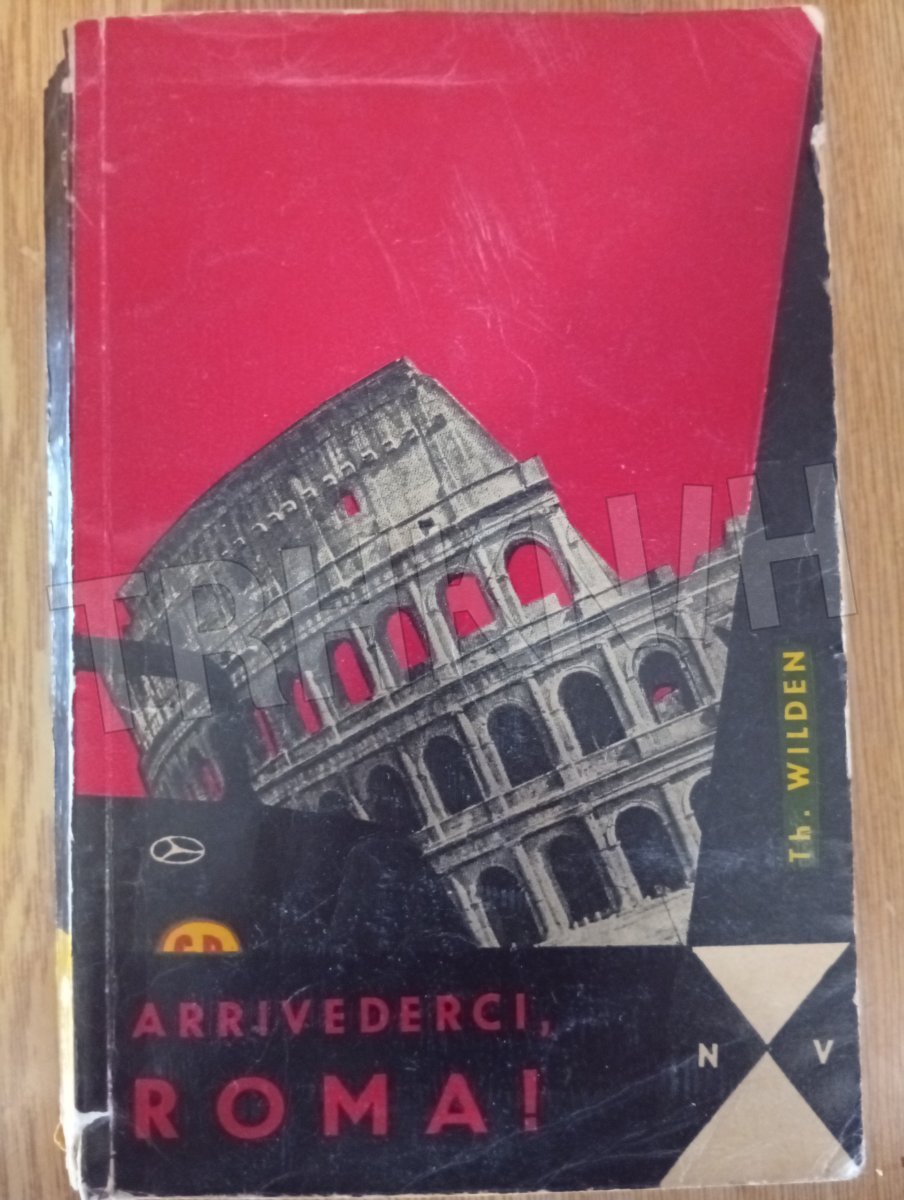 Th. WILDEN
ARRIVEDERCI,
ROMA!
N V